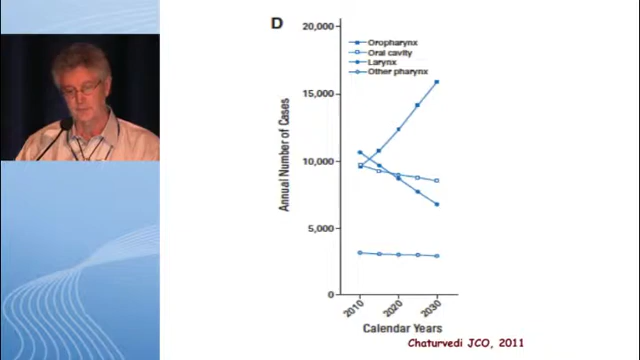 D
20,000
15,000
10,000
5,000
0
Annual Number of Cases
Oropharynx
Oral cavity
Larynx
Other pharynx
2010
2020
2030
Calendar Years
Chaturvedi JCO, 2011